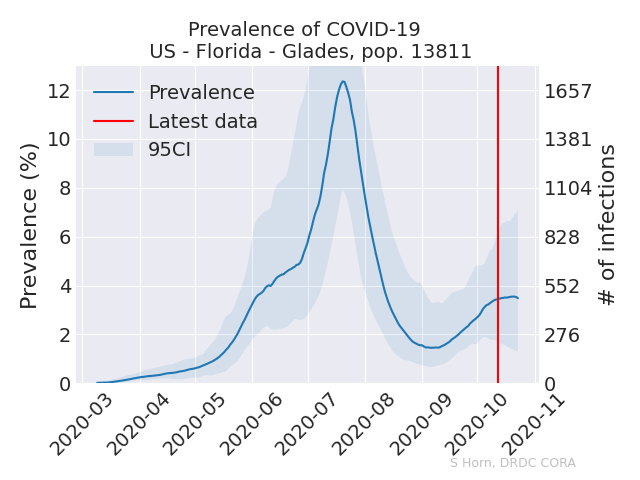 Prevalence of COVID-19
US - Florida - Glades, pop. 13811
Prevalence
Latest data
95CI
Prevalence (%)
12
10
8
6
4
2
0
1657
1381
1104
828
552
276
0
# of infections
2020-03
2020-04
2020-05
2020-06
2020-07
2020-08
2020-09
2020-10
2020-11
S Horn, DRDC CORA